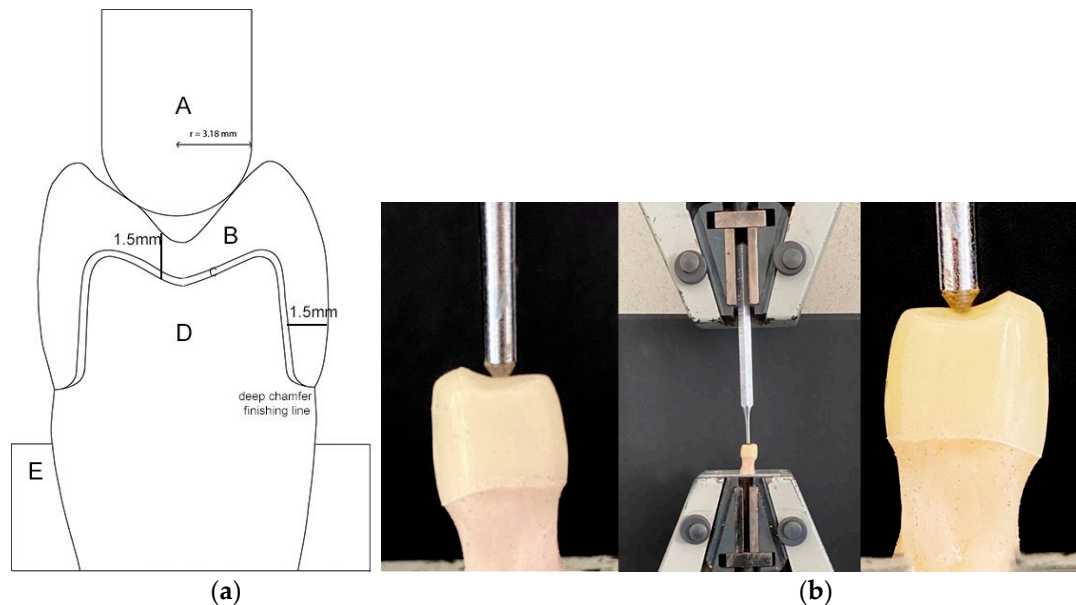 A
r = 3.18 mm
B
1.5mm
C
1.5mm
D
deep chamfer
finishing line
E
(a)
(b)